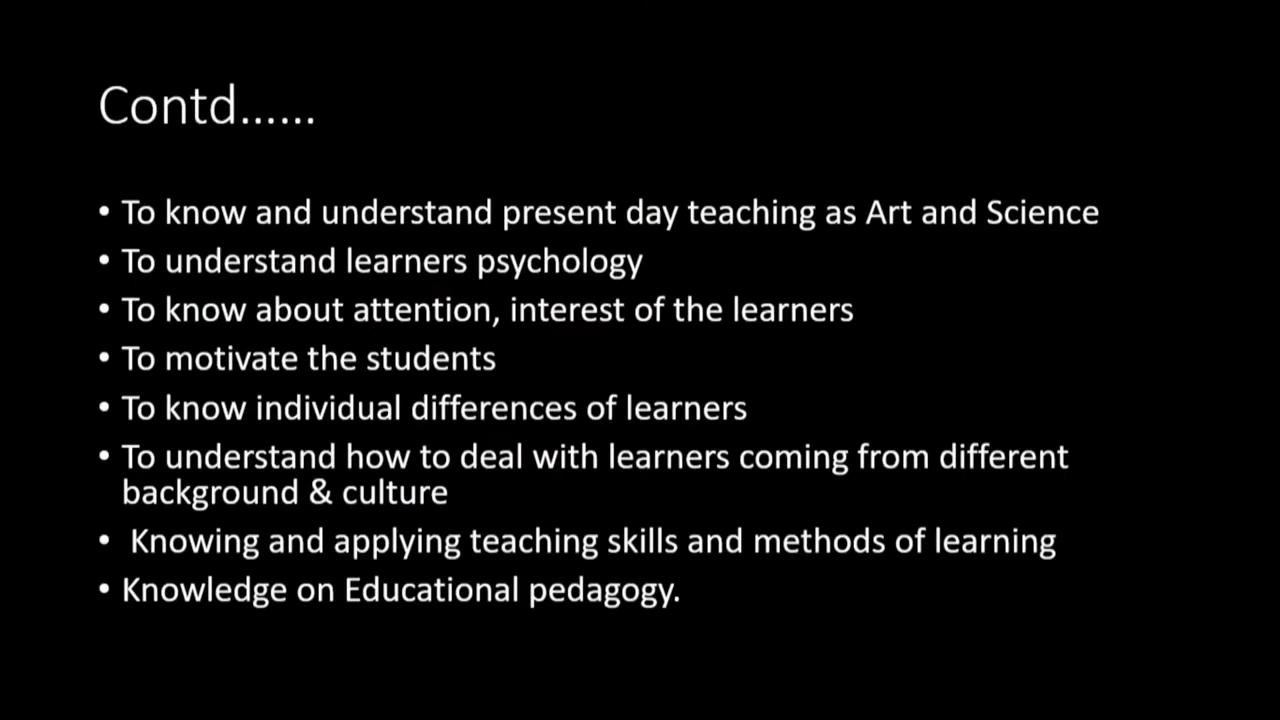 Contd......
• To know and understand present day teaching as Art and Science
• To understand learners psychology
• To know about attention, interest of the learners
• To motivate the students
• To know individual differences of learners
• To understand how to deal with learners coming from different
background & culture
• Knowing and applying teaching skills and methods of learning
• Knowledge on Educational pedagogy.